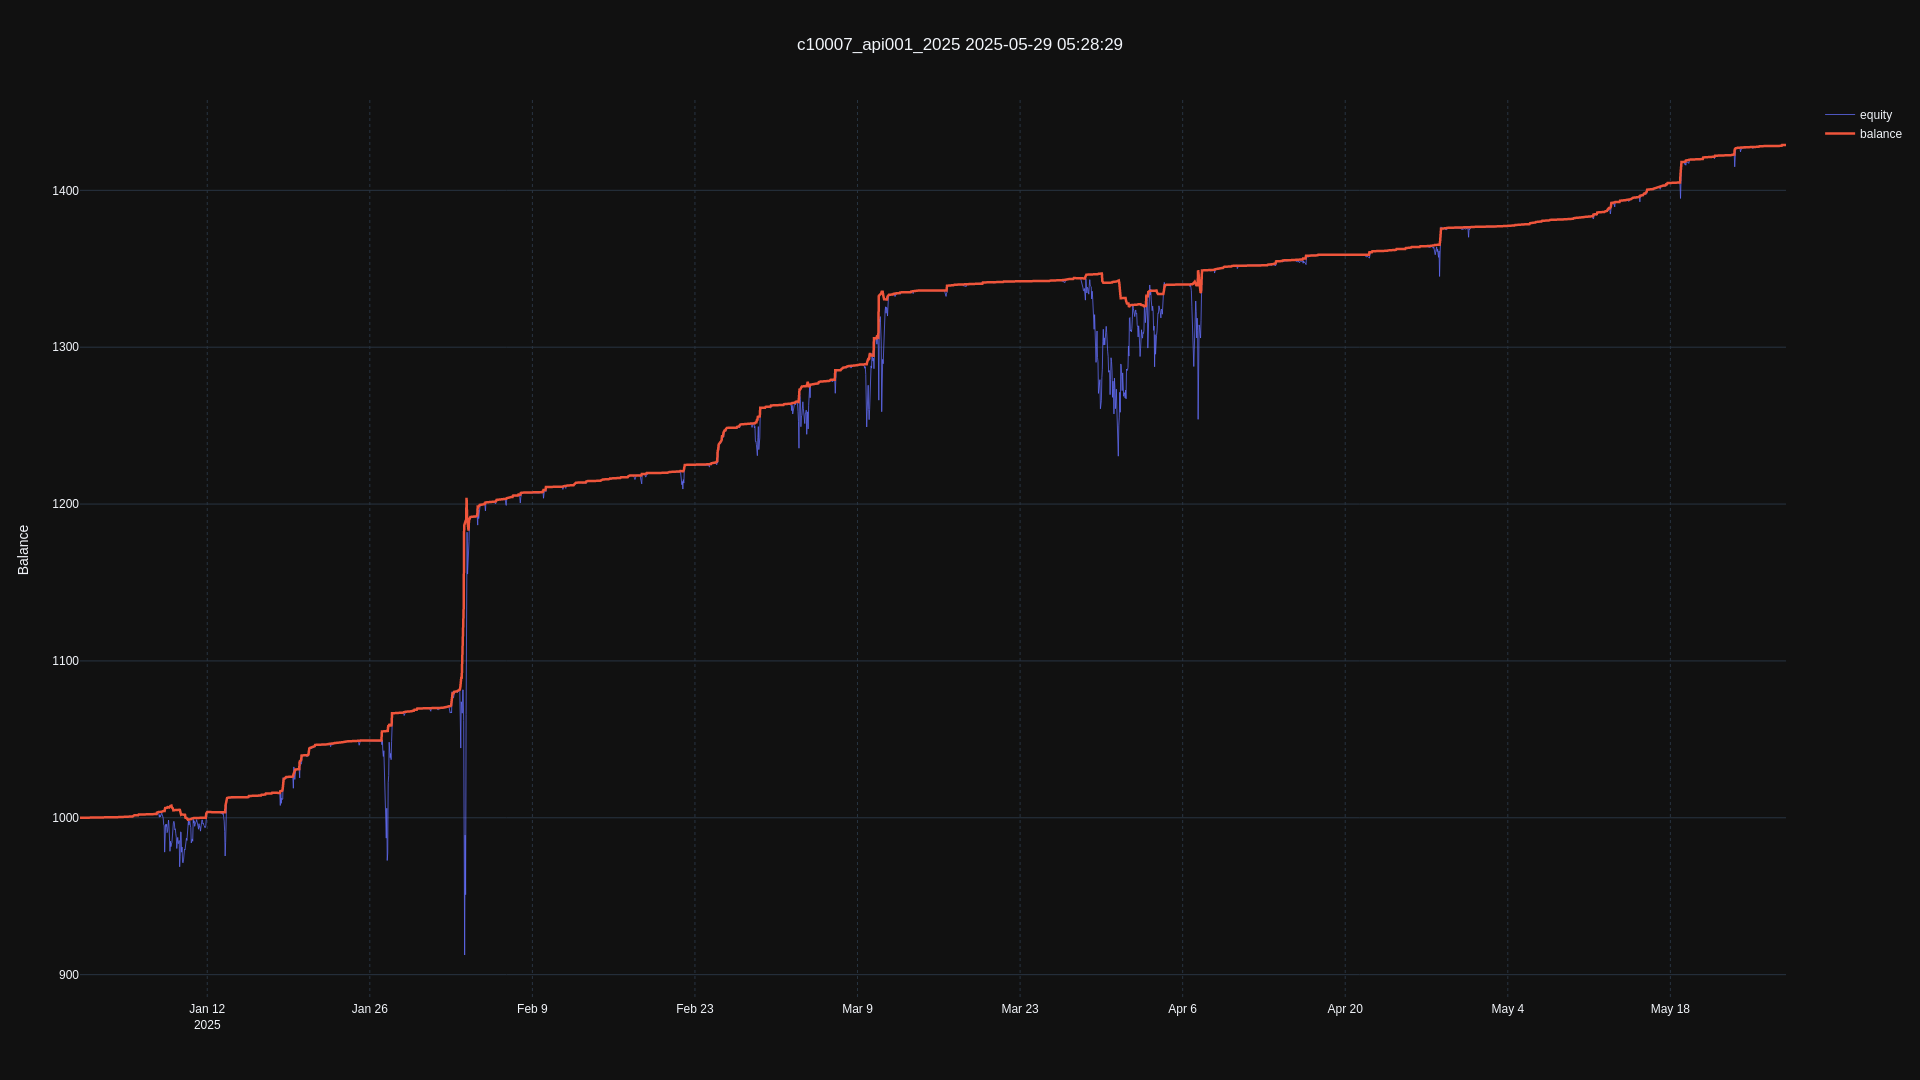 c10007_api001_2025 2025-05-29 05:28:29
equity
balance
1400
1300
1200
1100
1000
900
Balance
Jan 12
2025
Jan 26
Feb 9
Feb 23
Mar 9
Mar 23
Apr 6
Apr 20
May 4
May 18